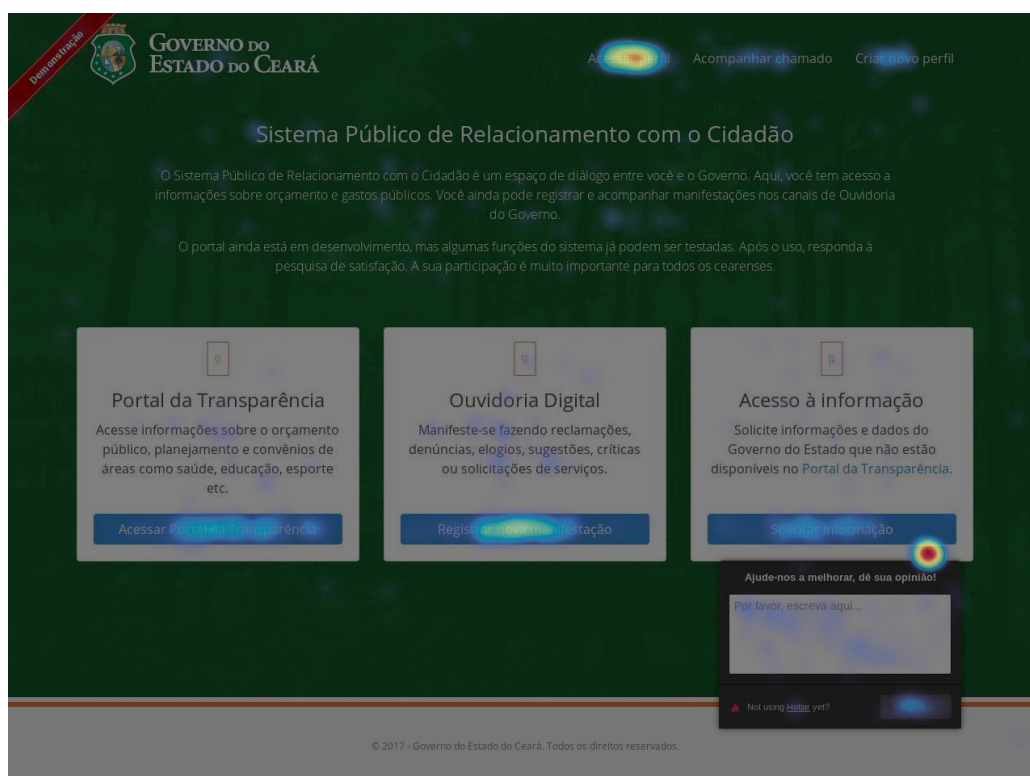 Demonstração
GOVERNO DO
ESTADO DO CEARÁ
Acessar perfil
Acompanhar chamado
Criar novo perfil
Sistema Público de Relacionamento com o Cidadão
O Sistema Público de Relacionamento com o Cidadão é um espaço de diálogo entre você e o Governo. Aqui, você tem acesso a
informações sobre orçamento e gastos públicos. Você ainda pode registrar e acompanhar manifestações nos canais de Ouvidoria
do Governo.
O portal ainda está em desenvolvimento, mas algumas funções do sistema já podem ser testadas. Após o uso, responda à
pesquisa de satisfação. A sua participação é muito importante para todos os cearenses.
Portal da Transparência
Acesse informações sobre o orçamento
público, planejamento e convênios de
áreas como saúde, educação, esporte
etc.
Acessar Portal da Transparência
Ouvidoria Digital
Manifeste-se fazendo reclamações,
denúncias, elogios, sugestões, críticas
ou solicitações de serviços.
Registrar nova manifestação
Acesso à informação
Solicite informações e dados do
Governo do Estado que não estão
disponíveis no Portal da Transparência.
Solicitar informação
Ajude-nos a melhorar, dê sua opinião!
Por favor, escreva aqui...
Not using Hotjar yet?
© 2017 - Governo do Estado do Ceará. Todos os direitos reservados.